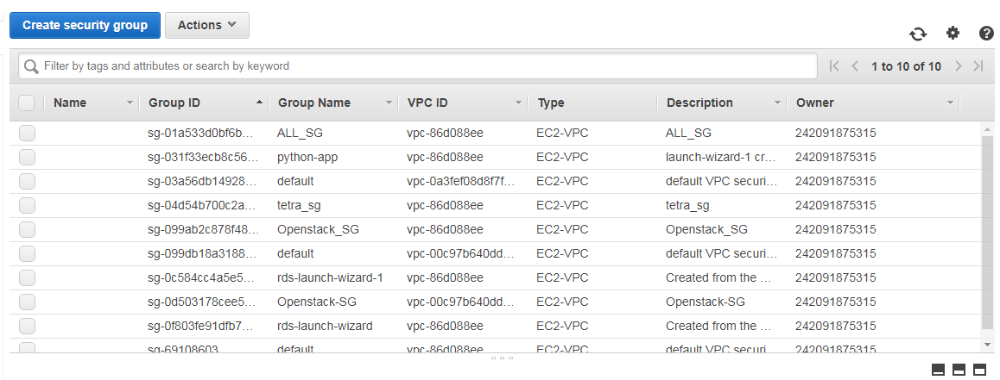 Create security group Actions
Filter by tags and attributes or search by keyword 1 to 10 of 10
Name Group ID Group Name VPC ID Type Description Owner
sg-01a533d0bf6b... ALL_SG vpc-86d088ee EC2-VPC ALL_SG 242091875315
sg-031f33ecb8c56... python-app vpc-86d088ee EC2-VPC launch-wizard-1 cr... 242091875315
sg-03a56db14928... default vpc-0a3fef08d8f7f... EC2-VPC default VPC securi... 242091875315
sg-04d54b700c2a... tetra_sg vpc-86d088ee EC2-VPC tetra_sg 242091875315
sg-099ab2c878f48... Openstack_SG vpc-86d088ee EC2-VPC Openstack_SG 242091875315
sg-099db18a3188... default vpc-00c97b640dd... EC2-VPC default VPC securi... 242091875315
sg-0c584cc4a5e5... rds-launch-wizard-1 vpc-86d088ee EC2-VPC Created from the ... 242091875315
sg-0d503178cee5... Openstack-SG vpc-00c97b640dd... EC2-VPC Openstack-SG 242091875315
sg-0f803fe91dfb7... rds-launch-wizard vpc-86d088ee EC2-VPC Created from the ... 242091875315
sg-69108603 default vpc-86d088ee EC2-VPC default VPC securi... 242091875315